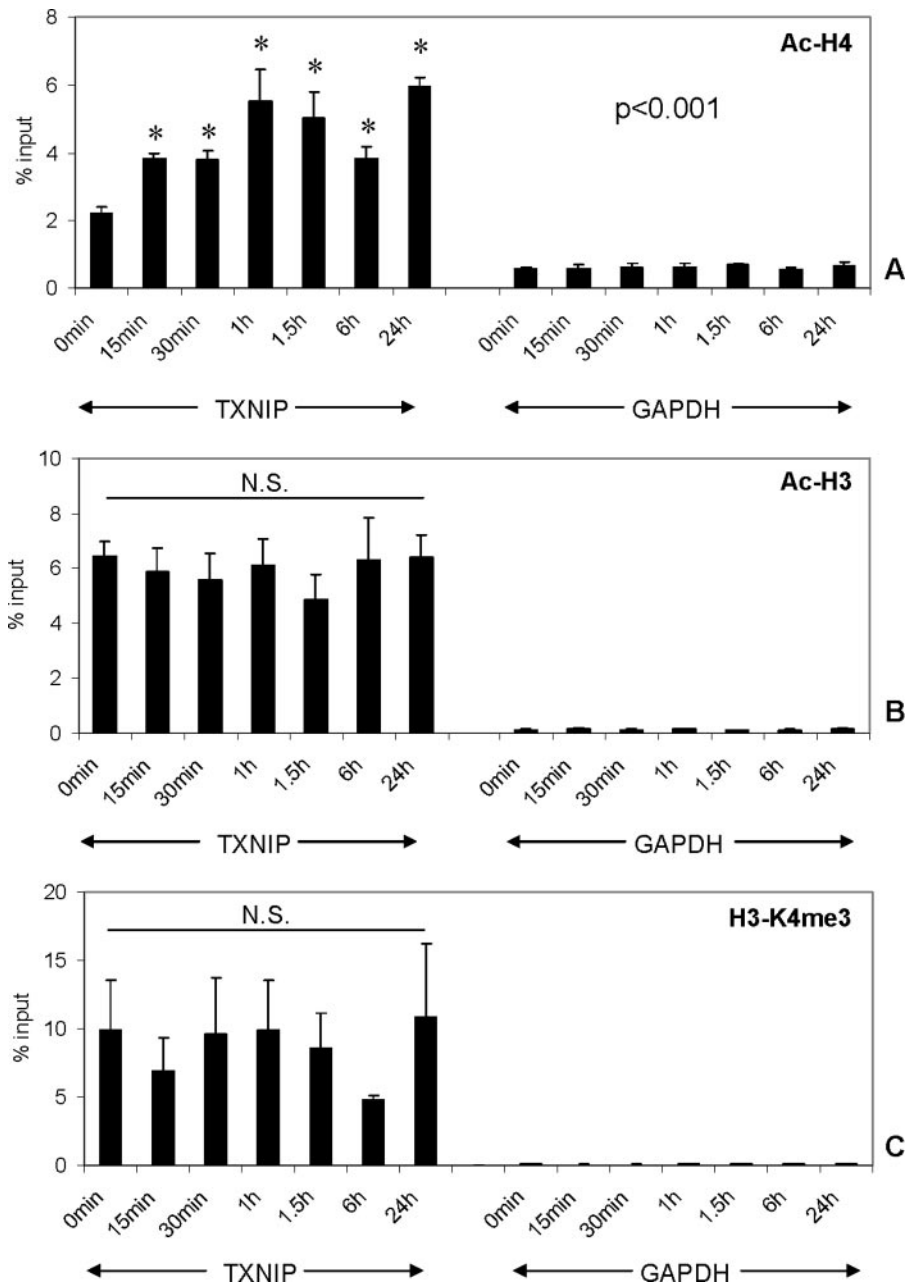 8
6
4
2
0
% input
Ac-H4
p<0.001
* * * * * *
0min 15min 30min 1h 1.5h 6h 24h 0min 15min 30min 1h 1.5h 6h 24h
TXNIP GAPDH
A
10
8
6
4
2
0
% input
N.S.
Ac-H3
0min 15min 30min 1h 1.5h 6h 24h 0min 15min 30min 1h 1.5h 6h 24h
TXNIP GAPDH
B
20
15
10
5
0
% input
N.S.
H3-K4me3
0min 15min 30min 1h 1.5h 6h 24h 0min 15min 30min 1h 1.5h 6h 24h
TXNIP GAPDH
C